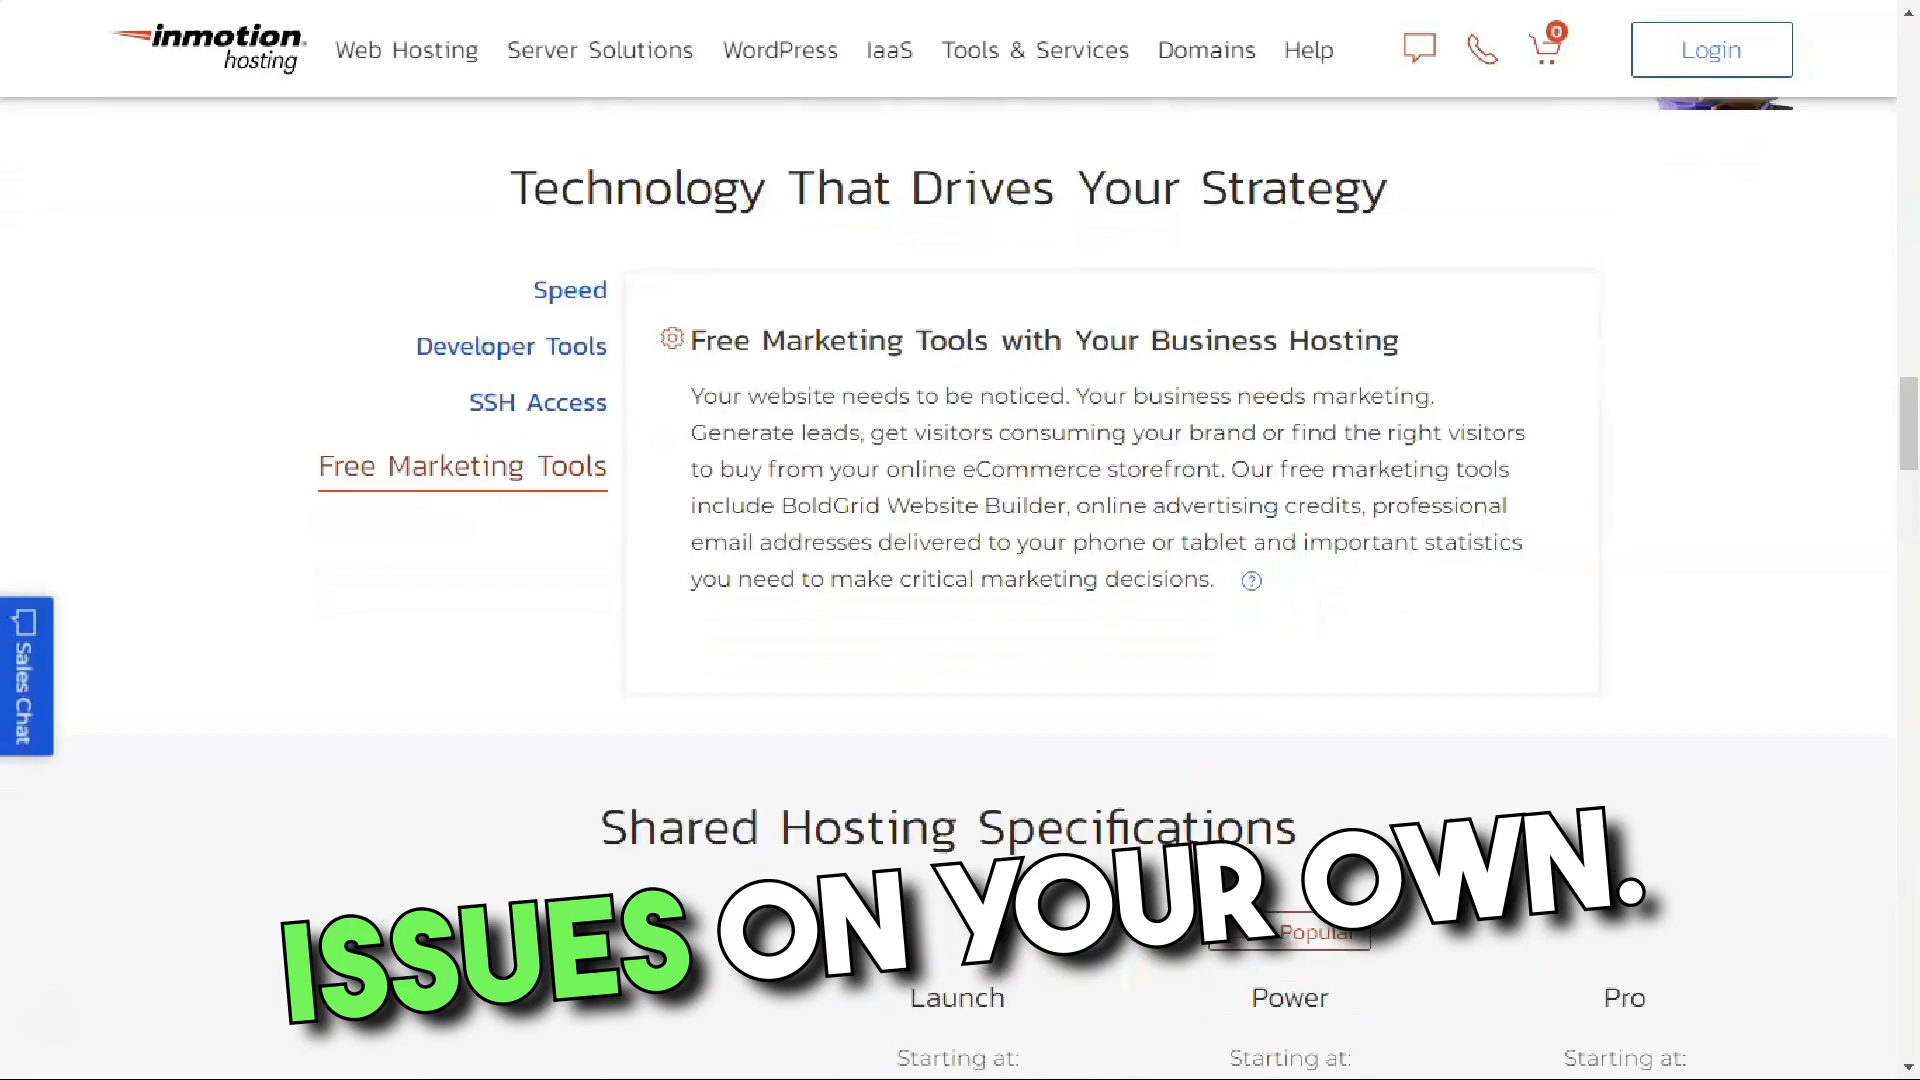 inmotion
hosting
Web Hosting
Server Solutions
WordPress
IaaS
Tools & Services
Domains
Help
0
Login
Technology That Drives Your Strategy
Speed
Developer Tools
SSH Access
Free Marketing Tools
Free Marketing Tools with Your Business Hosting
Your website needs to be noticed. Your business needs marketing.
Generate leads, get visitors consuming your brand or find the right visitors
to buy from your online eCommerce storefront. Our free marketing tools
include BoldGrid Website Builder, online advertising credits, professional
email addresses delivered to your phone or tablet and important statistics
you need to make critical marketing decisions. ?
Sales Chat
Shared Hosting Specifications
ISSUES ON YOUR OWN.
Popular
Launch
Power
Pro
Starting at:
Starting at:
Starting at: